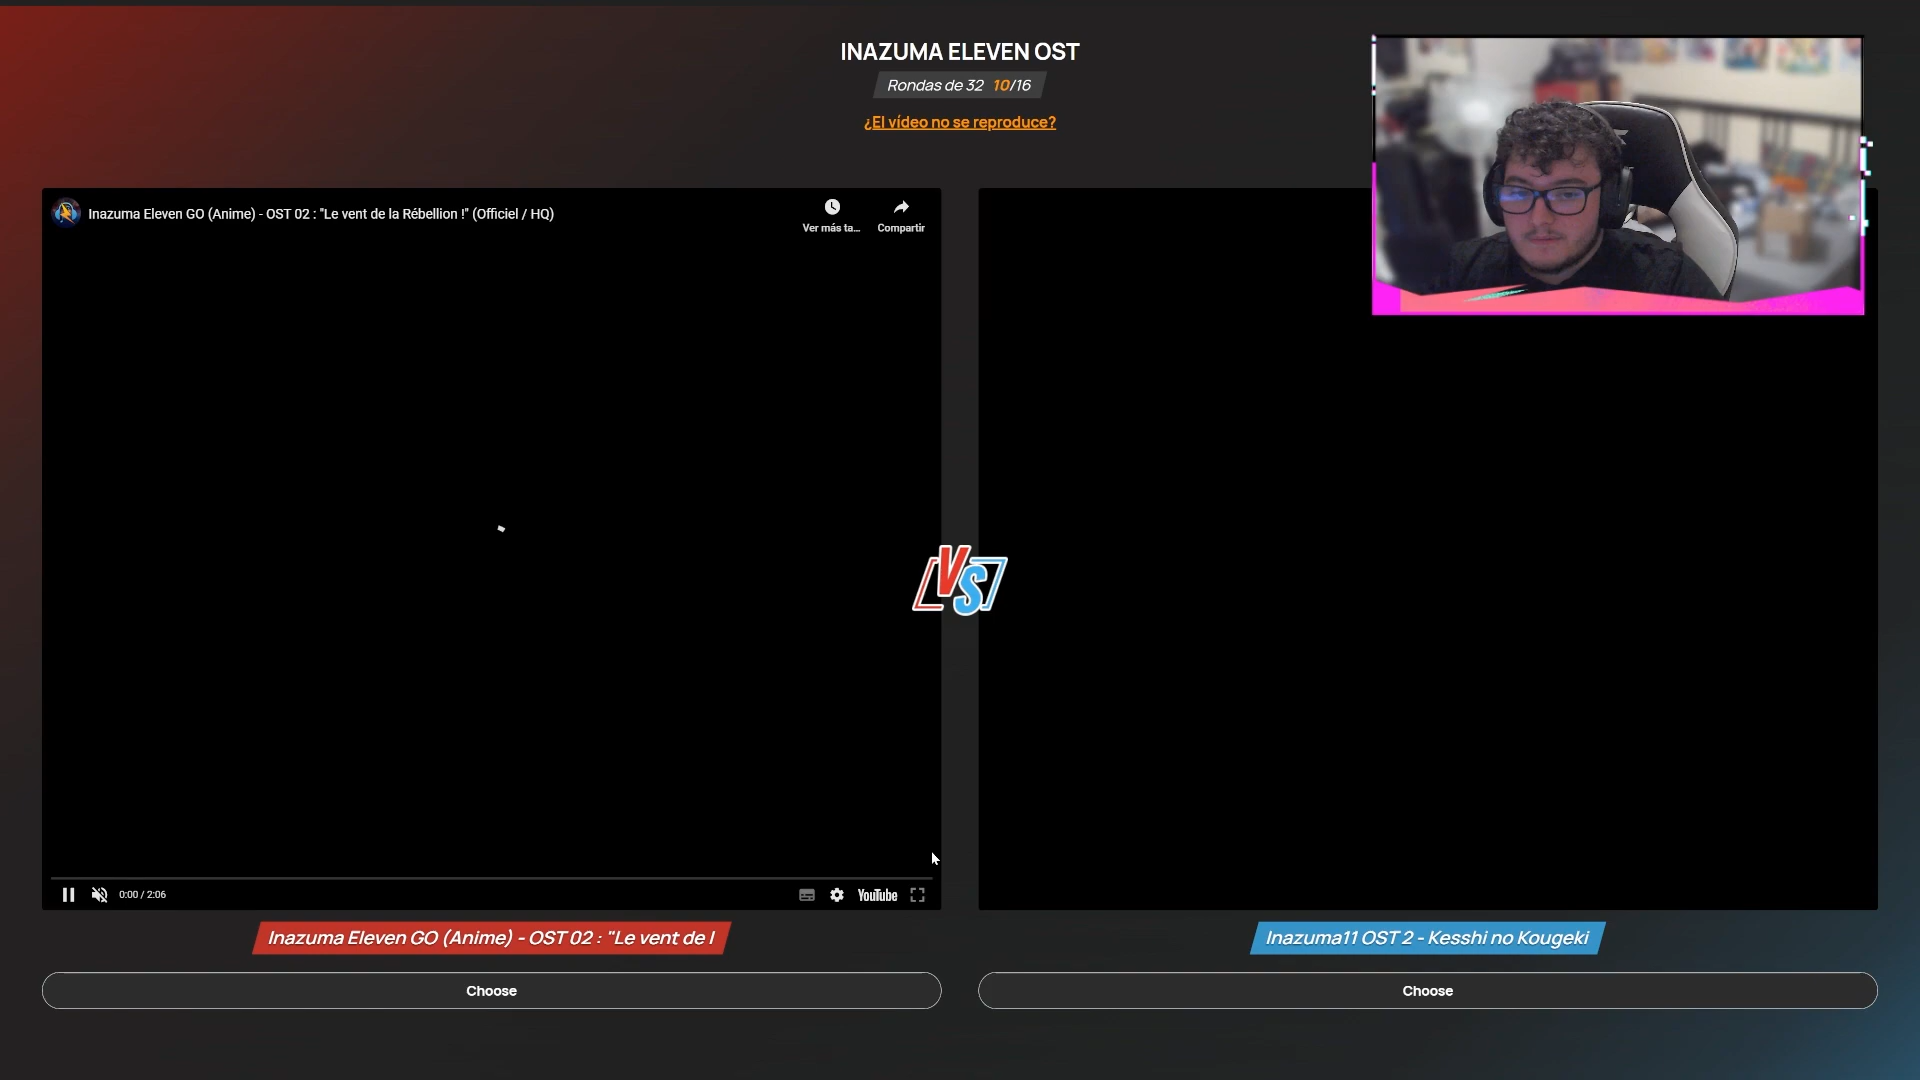 INAZUMA ELEVEN OST
Rondas de 32 10/16
¿El vídeo no se reproduce?
Inazuma Eleven GO (Anime) - OST 02 : "Le vent de la Rébellion !" (Officiel / HQ)
Ver más ta...
Compartir
VS
0:00 / 2:06
YouTube
Inazuma Eleven GO (Anime) - OST 02 : "Le vent de l
Inazuma11 OST 2 - Kesshi no Kougeki
Choose
Choose